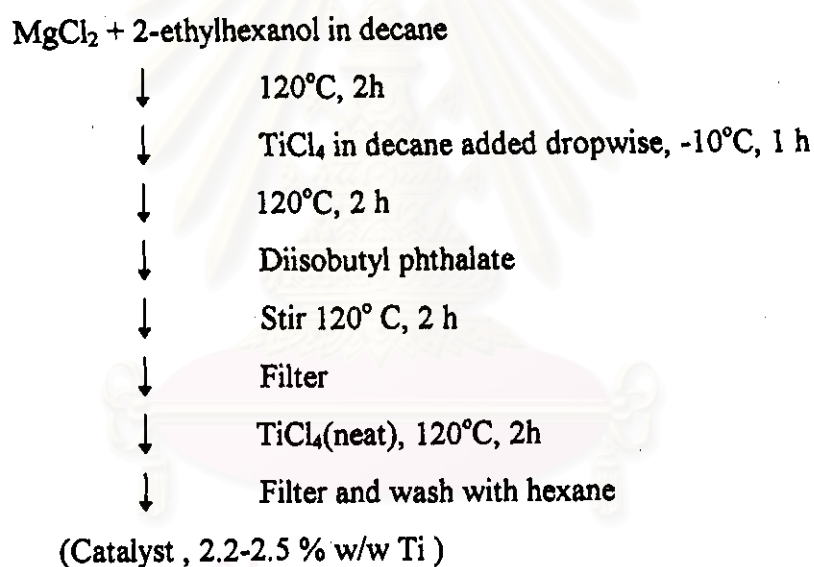 MgCl₂ + 2-ethylhexanol in decane
↓ 120°C, 2h
↓ TiCl₄ in decane added dropwise, -10°C, 1 h
↓ 120°C, 2 h
↓ Diisobutyl phthalate
↓ Stir 120° C, 2 h
↓ Filter
↓ TiCl₄(neat), 120°C, 2h
↓ Filter and wash with hexane
(Catalyst , 2.2-2.5 % w/w Ti )